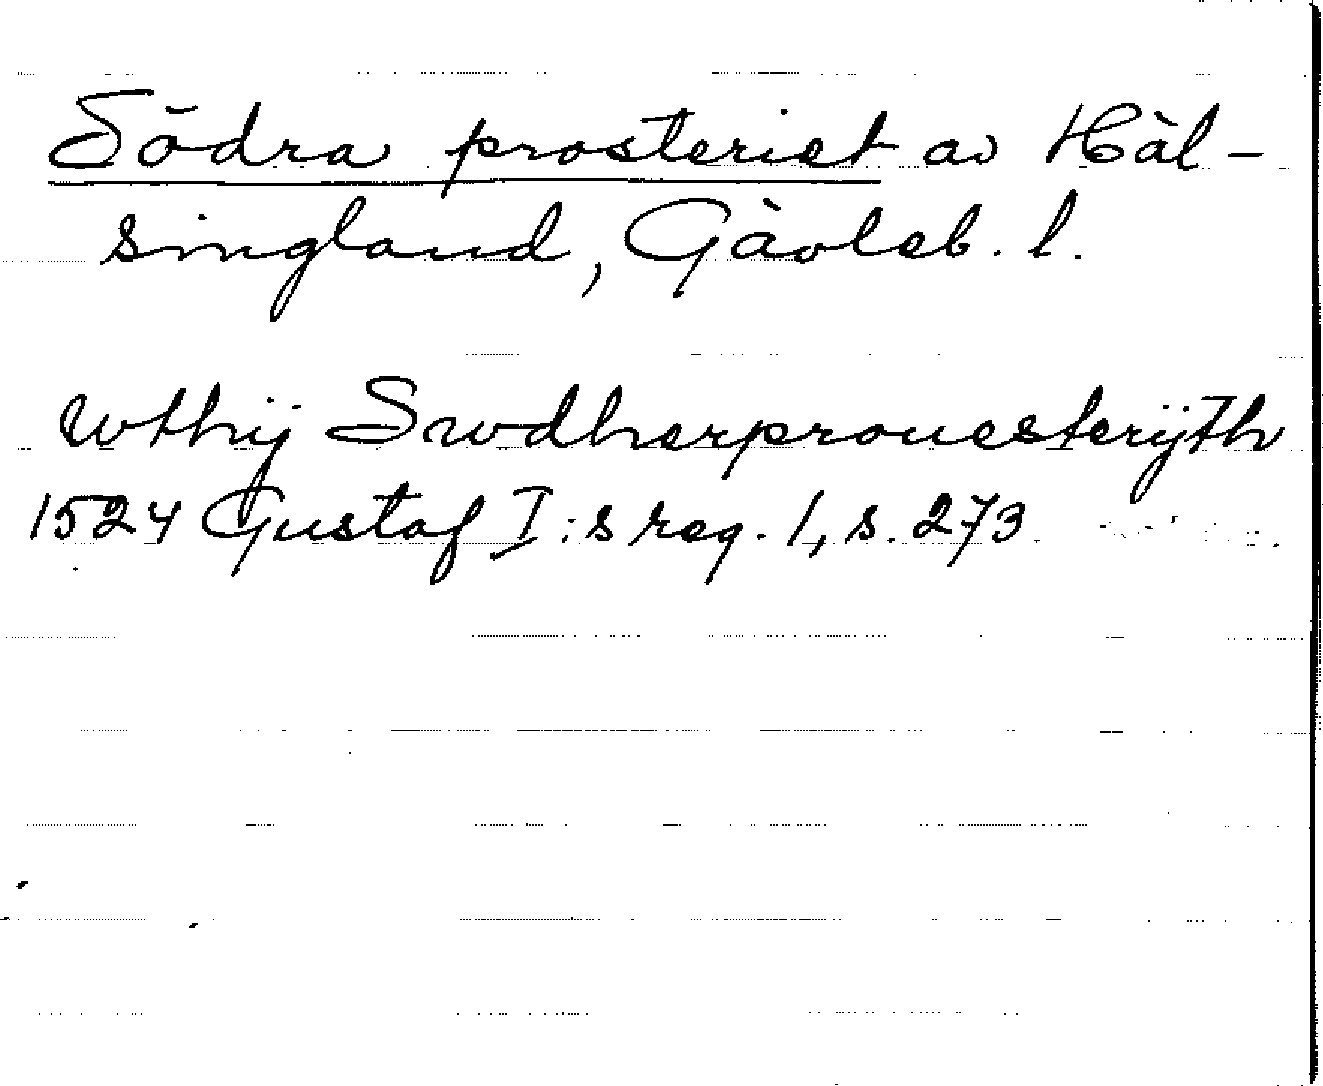 Södra prosteriet av Häl-
singland, Gävleb. l.
wthij Swdherprouesterijth
1524 Gustaf I:s reg. 1, s. 273